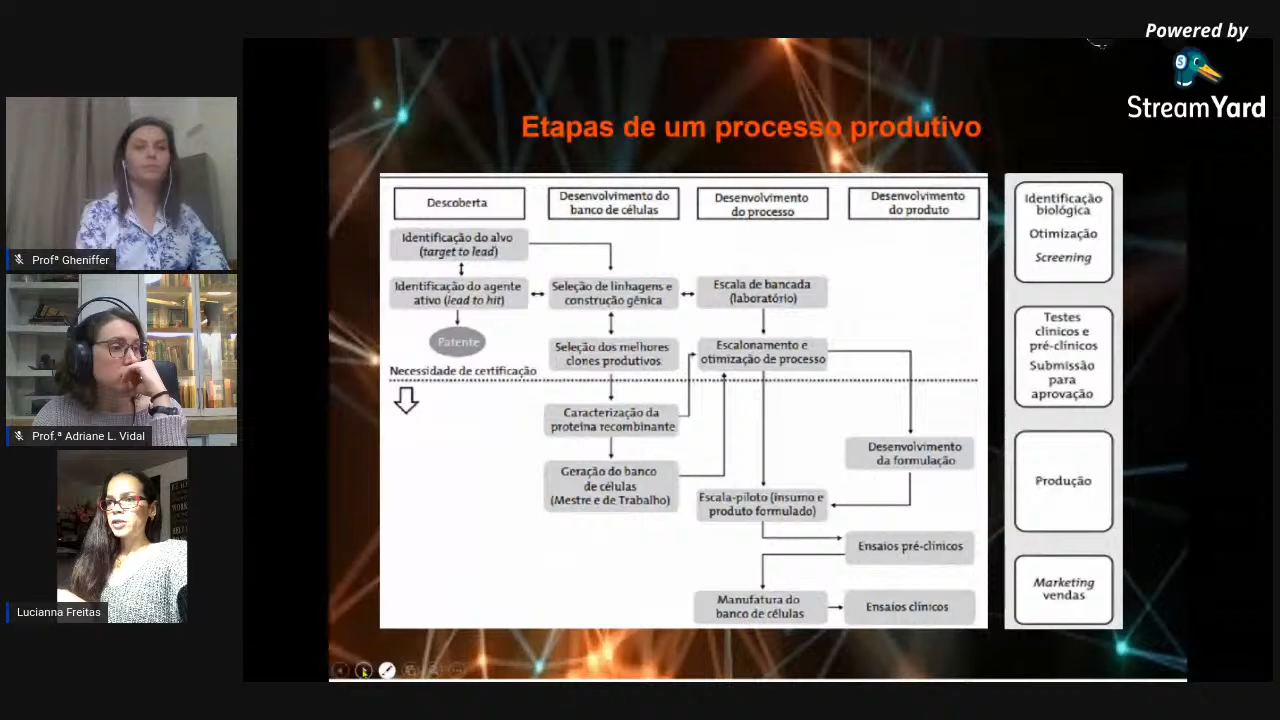 Powered by
StreamYard
Etapas de um processo produtivo
Descoberta
Desenvolvimento do
banco de células
Desenvolvimento
do processo
Desenvolvimento
do produto
Identificação do alvo
(target to lead)
Identificação do agente
ativo (lead to hit)
Patente
Necessidade de certificação
Seleção de linhagens e
construção gênica
Seleção dos melhores
clones produtivos
Caracterização da
proteína recombinante
Geração do banco
de células
(Mestre e de Trabalho)
Escala de bancada
(laboratório)
Escalonamento e
otimização de processo
Escala-piloto (insumo e
produto formulado)
Manufatura do
banco de células
Desenvolvimento
da formulação
Ensaios pré-clínicos
Ensaios clínicos
Identificação
biológica
Otimização
Screening
Testes
clínicos e
pré-clínicos
Submissão
para
aprovação
Produção
Marketing
vendas
Profª Gheniffer
Prof.ª Adriane L. Vidal
Lucianna Freitas